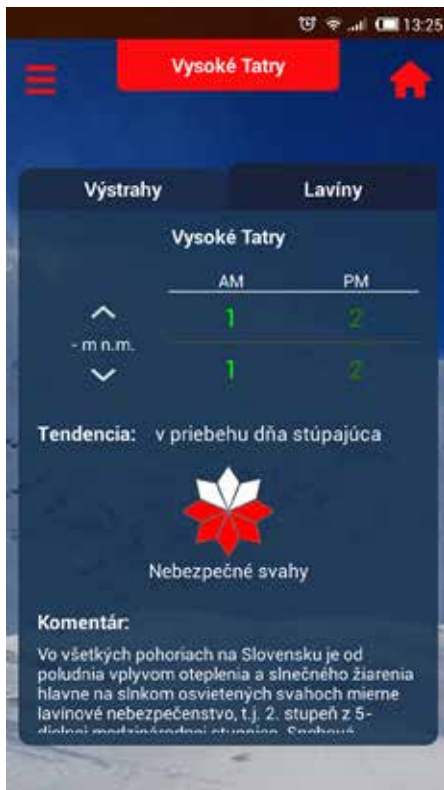 13:25
Vysoké Tatry
Výstrahy Lavíny
Vysoké Tatry
AM PM
1 2
- m n.m.
1 2
Tendencia: v priebehu dňa stúpajúca
Nebezpečné svahy
Komentár:
Vo všetkých pohoriach na Slovensku je od
poludnia vplyvom oteplenia a slnečného žiarenia
hlavne na slnkom osvietených svahoch mierne
lavínové nebezpečenstvo, t.j. 2. stupeň z 5-